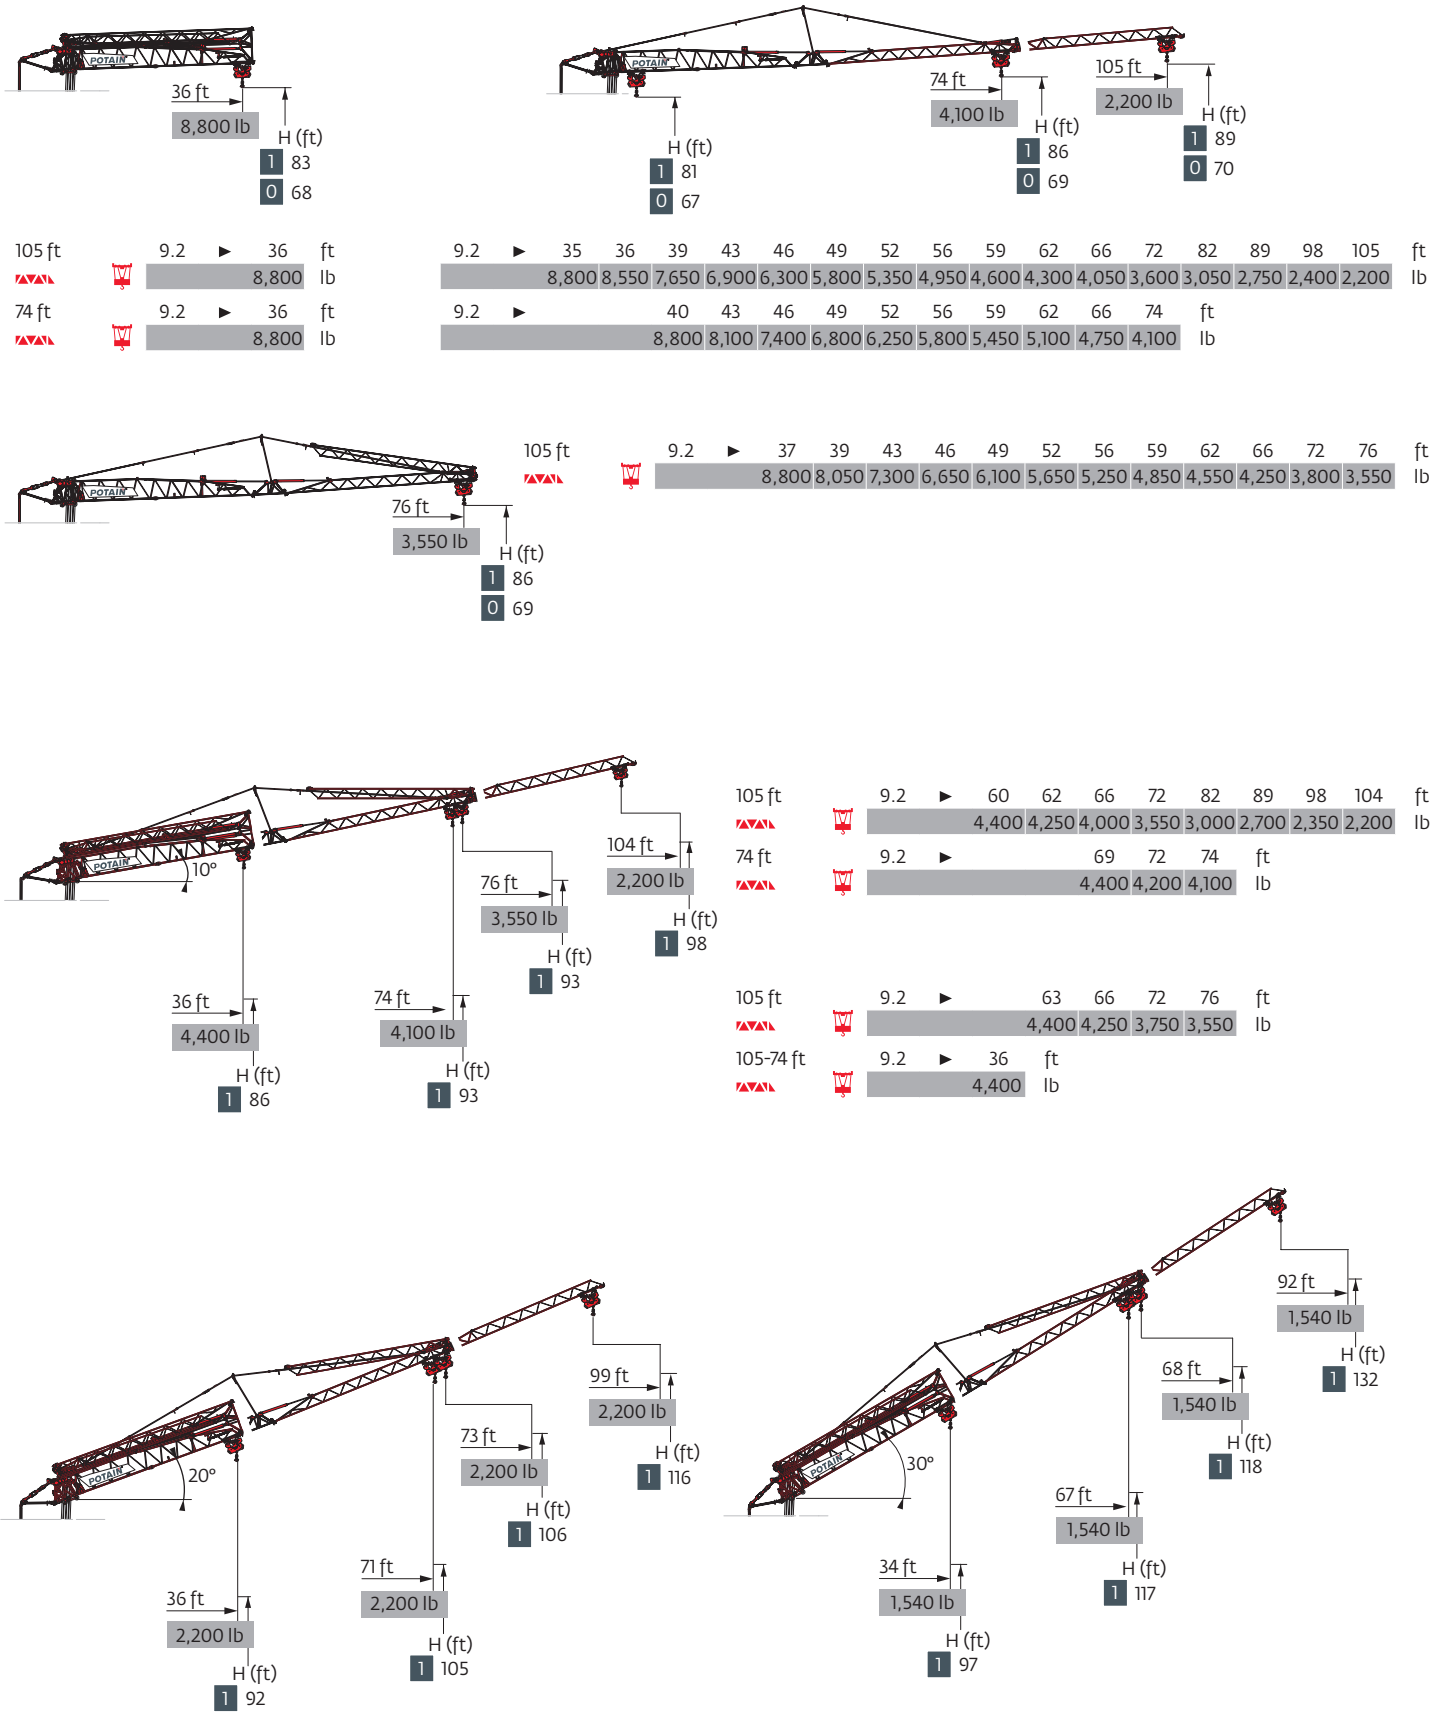 POTAIN
36 ft
8,800 lb
H (ft)
1 83
0 68
POTAIN
H (ft)
1 81
0 67
74 ft
4,100 lb
H (ft)
1 86
0 69
105 ft
2,200 lb
H (ft)
1 89
0 70
105 ft 9.2 ► 36 ft
8,800 lb
74 ft 9.2 ► 36 ft
8,800 lb
9.2 ► 35 36 39 43 46 49 52 56 59 62 66 72 82 89 98 105 ft
8,800 8,550 7,650 6,900 6,300 5,800 5,350 4,950 4,600 4,300 4,050 3,600 3,050 2,750 2,400 2,200 lb
9.2 ► 40 43 46 49 52 56 59 62 66 74 ft
8,800 8,100 7,400 6,800 6,250 5,800 5,450 5,100 4,750 4,100 lb
POTAIN
76 ft
3,550 lb
H (ft)
1 86
0 69
105 ft 9.2 ► 37 39 43 46 49 52 56 59 62 66 72 76 ft
8,800 8,050 7,300 6,650 6,100 5,650 5,250 4,850 4,550 4,250 3,800 3,550 lb
POTAIN
10°
36 ft
4,400 lb
H (ft)
1 86
74 ft
4,100 lb
H (ft)
1 93
76 ft
3,550 lb
H (ft)
1 93
104 ft
2,200 lb
H (ft)
1 98
105 ft 9.2 ► 60 62 66 72 82 89 98 104 ft
4,400 4,250 4,000 3,550 3,000 2,700 2,350 2,200 lb
74 ft 9.2 ► 69 72 74 ft
4,400 4,200 4,100 lb
105 ft 9.2 ► 63 66 72 76 ft
4,400 4,250 3,750 3,550 lb
105-74 ft 9.2 ► 36 ft
4,400 lb
POTAIN
20°
36 ft
2,200 lb
H (ft)
1 92
71 ft
2,200 lb
H (ft)
1 105
73 ft
2,200 lb
H (ft)
1 106
99 ft
2,200 lb
H (ft)
1 116
POTAIN
30°
34 ft
1,540 lb
H (ft)
1 97
67 ft
1,540 lb
H (ft)
1 117
68 ft
1,540 lb
H (ft)
1 118
92 ft
1,540 lb
H (ft)
1 132